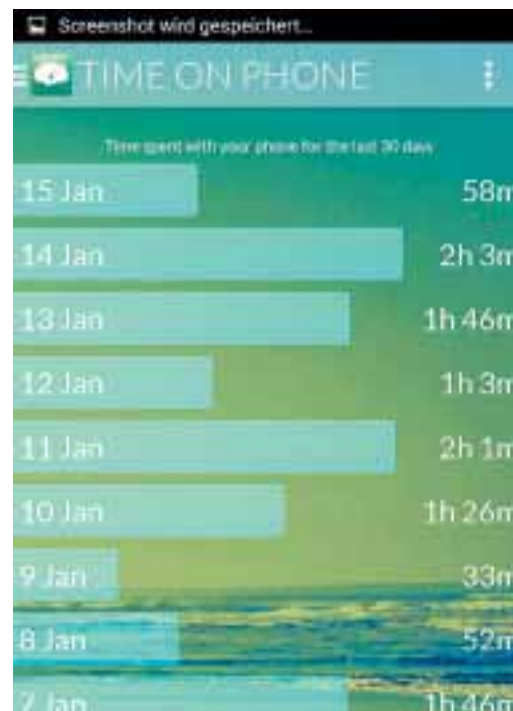 Screenshot wird gespeichert...
TIME ON PHONE
Time spent with your phone for the last 30 days
15 Jan 58m
14 Jan 2h 3m
13 Jan 1h 46m
12 Jan 1h 3m
11 Jan 2h 1m
10 Jan 1h 26m
9 Jan 33m
8 Jan 52m
7 Jan 1h 46m